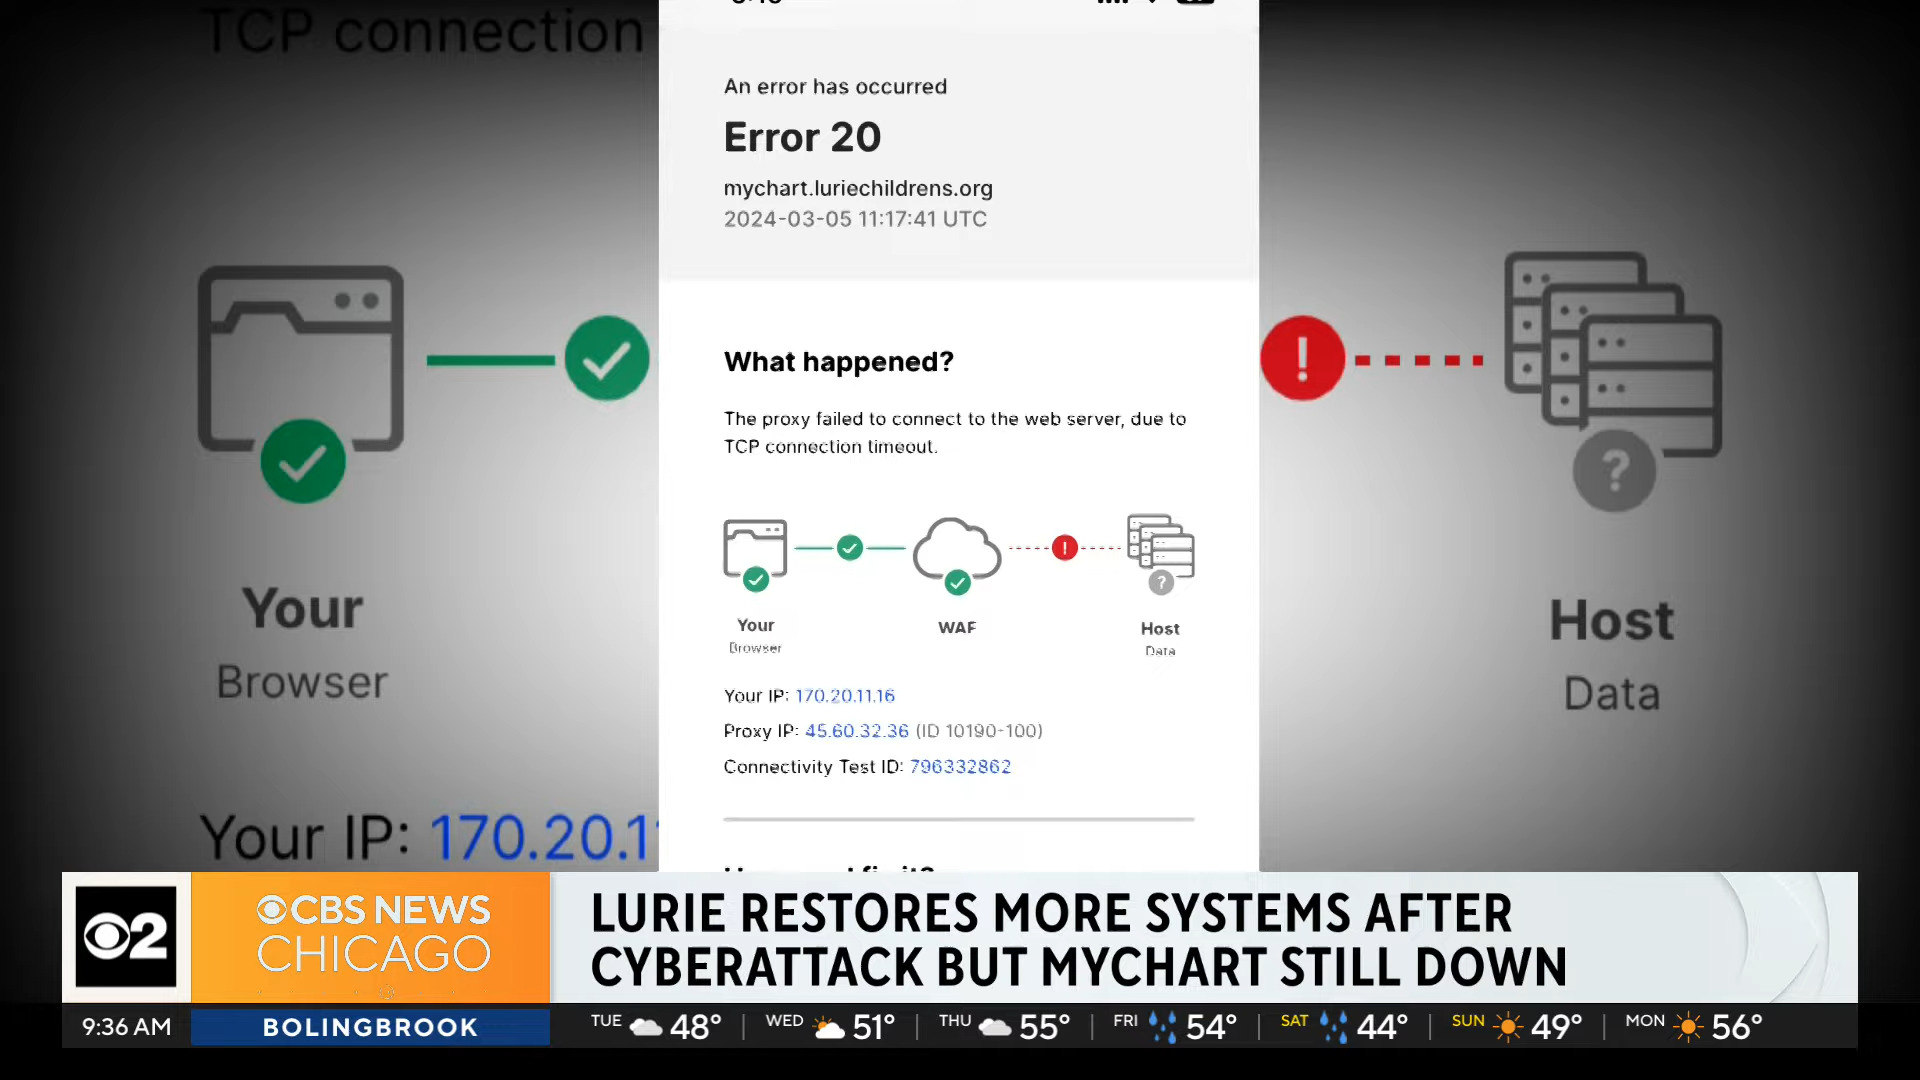 TCP connection
An error has occurred
Error 20
mychart.luriechildrens.org
2024-03-05 11:17:41 UTC
What happened?
The proxy failed to connect to the web server, due to
TCP connection timeout.
Your
Browser
WAF
Host
Data
Your IP: 170.20.11.16
Proxy IP: 45.60.32.36 (ID 10190-100)
Connectivity Test ID: 796332862
Your
Browser
Host
Data
Your IP: 170.20.1
2
CBS NEWS
CHICAGO
LURIE RESTORES MORE SYSTEMS AFTER
CYBERATTACK BUT MYCHART STILL DOWN
9:36 AM
BOLINGBROOK
TUE 48° WED 51° THU 55° FRI 54° SAT 44° SUN 49° MON 56°